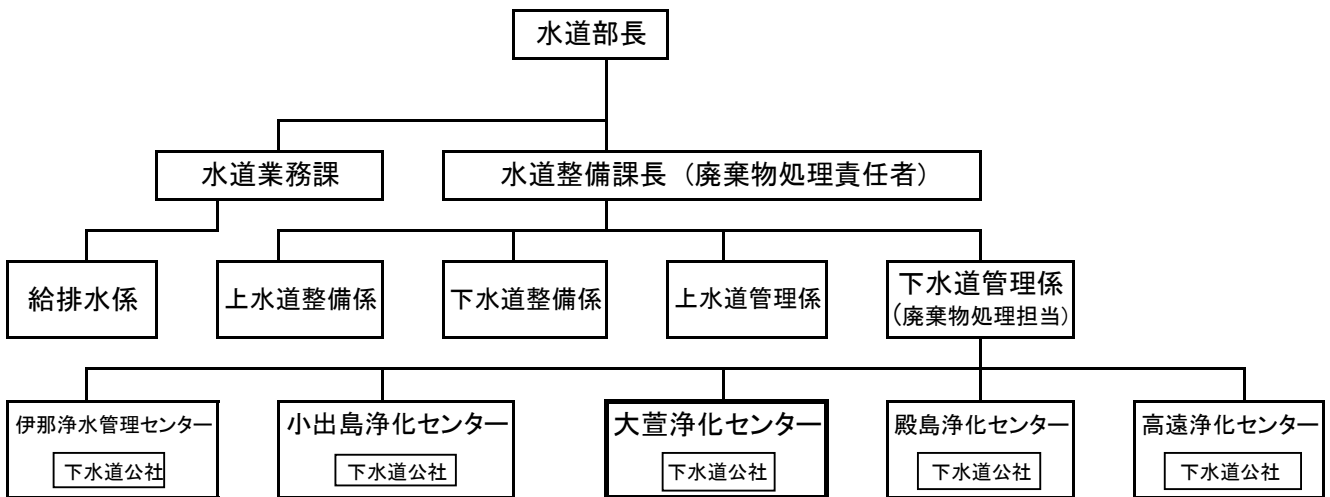 水道部長
水道業務課
水道整備課長（廃棄物処理責任者）
給排水係
上水道整備係
下水道整備係
上水道管理係
下水道管理係
（廃棄物処理担当）
伊那浄水管理センター
下水道公社
小出島浄化センター
下水道公社
大萱浄化センター
下水道公社
殿島浄化センター
下水道公社
高遠浄化センター
下水道公社